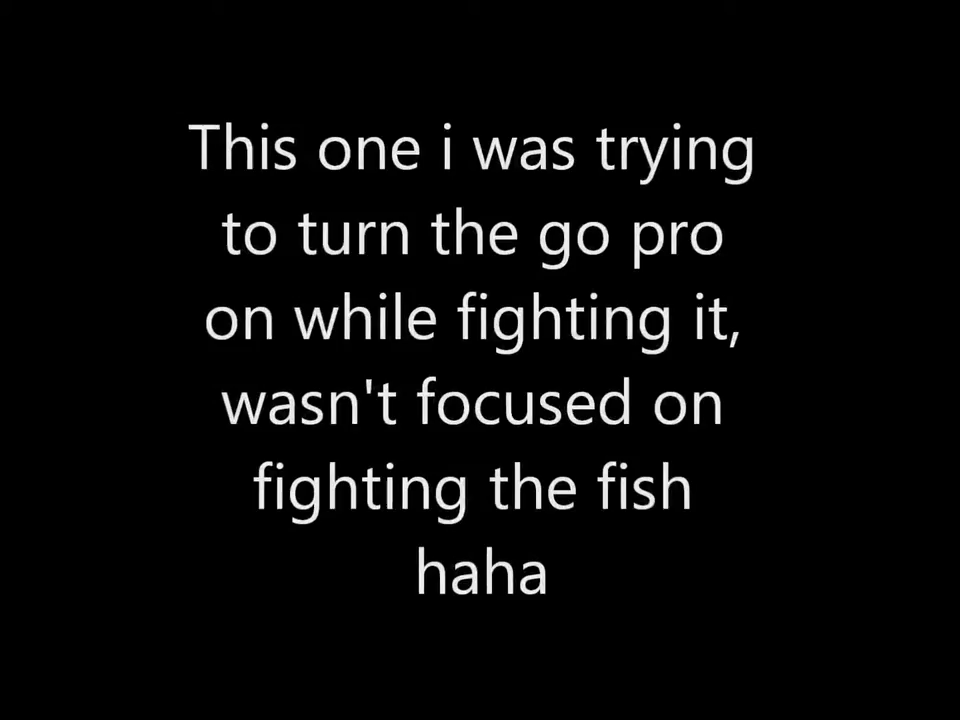 This one i was trying
to turn the go pro
on while fighting it,
wasn't focused on
fighting the fish
haha